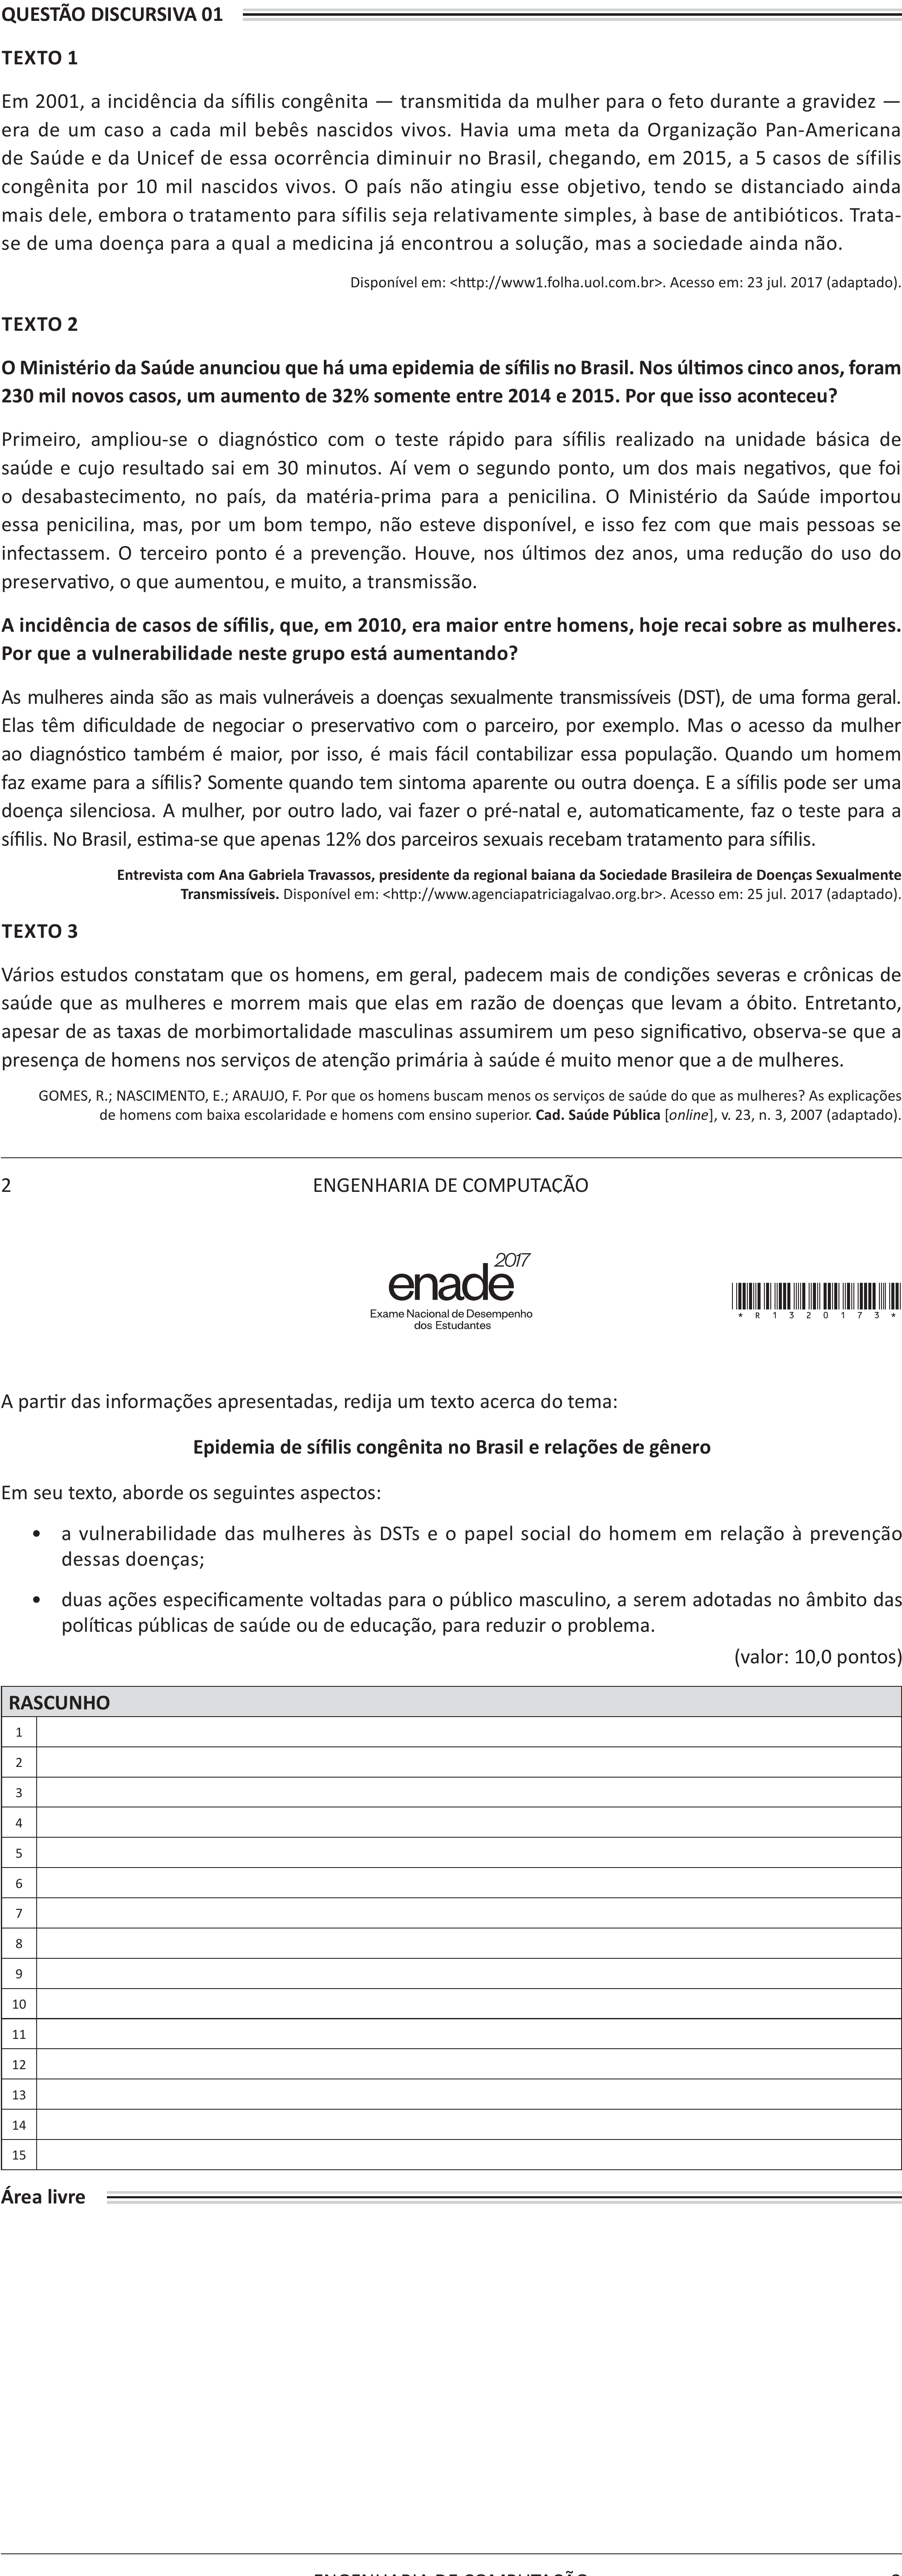 QUESTÃO DISCURSIVA 01
TEXTO 1
Em 2001, a incidência da sífilis congênita — transmitida da mulher para o feto durante a gravidez —
era de um caso a cada mil bebês nascidos vivos. Havia uma meta da Organização Pan-Americana
de Saúde e da Unicef de essa ocorrência diminuir no Brasil, chegando, em 2015, a 5 casos de sífilis
congênita por 10 mil nascidos vivos. O país não atingiu esse objetivo, tendo se distanciado ainda
mais dele, embora o tratamento para sífilis seja relativamente simples, à base de antibióticos. Trata-
se de uma doença para a qual a medicina já encontrou a solução, mas a sociedade ainda não.
Disponível em: <http://www1.folha.uol.com.br>. Acesso em: 23 jul. 2017 (adaptado).
TEXTO 2
O Ministério da Saúde anunciou que há uma epidemia de sífilis no Brasil. Nos últimos cinco anos, foram
230 mil novos casos, um aumento de 32% somente entre 2014 e 2015. Por que isso aconteceu?
Primeiro, ampliou-se o diagnóstico com o teste rápido para sífilis realizado na unidade básica de
saúde e cujo resultado sai em 30 minutos. Aí vem o segundo ponto, um dos mais negativos, que foi
o desabastecimento, no país, da matéria-prima para a penicilina. O Ministério da Saúde importou
essa penicilina, mas, por um bom tempo, não esteve disponível, e isso fez com que mais pessoas se
infectassem. O terceiro ponto é a prevenção. Houve, nos últimos dez anos, uma redução do uso do
preservativo, o que aumentou, e muito, a transmissão.
A incidência de casos de sífilis, que, em 2010, era maior entre homens, hoje recai sobre as mulheres.
Por que a vulnerabilidade neste grupo está aumentando?
As mulheres ainda são as mais vulneráveis a doenças sexualmente transmissíveis (DST), de uma forma geral.
Elas têm dificuldade de negociar o preservativo com o parceiro, por exemplo. Mas o acesso da mulher
ao diagnóstico também é maior, por isso, é mais fácil contabilizar essa população. Quando um homem
faz exame para a sífilis? Somente quando tem sintoma aparente ou outra doença. E a sífilis pode ser uma
doença silenciosa. A mulher, por outro lado, vai fazer o pré-natal e, automaticamente, faz o teste para a
sífilis. No Brasil, estima-se que apenas 12% dos parceiros sexuais recebam tratamento para sífilis.
Entrevista com Ana Gabriela Travassos, presidente da regional baiana da Sociedade Brasileira de Doenças Sexualmente
Transmissíveis. Disponível em: <http://www.agenciapatriciagalvao.org.br>. Acesso em: 25 jul. 2017 (adaptado).
TEXTO 3
Vários estudos constatam que os homens, em geral, padecem mais de condições severas e crônicas de
saúde que as mulheres e morrem mais que elas em razão de doenças que levam a óbito. Entretanto,
apesar de as taxas de morbimortalidade masculinas assumirem um peso significativo, observa-se que a
presença de homens nos serviços de atenção primária à saúde é muito menor que a de mulheres.
GOMES, R.; NASCIMENTO, E.; ARAUJO, F. Por que os homens buscam menos os serviços de saúde do que as mulheres? As explicações
de homens com baixa escolaridade e homens com ensino superior. Cad. Saúde Pública [online], v. 23, n. 3, 2007 (adaptado).
2 ENGENHARIA DE COMPUTAÇÃO
enade 2017
Exame Nacional de Desempenho
dos Estudantes
* R 1 3 2 0 1 7 3 *
A partir das informações apresentadas, redija um texto acerca do tema:
Epidemia de sífilis congênita no Brasil e relações de gênero
Em seu texto, aborde os seguintes aspectos:
• a vulnerabilidade das mulheres às DSTs e o papel social do homem em relação à prevenção
dessas doenças;
• duas ações especificamente voltadas para o público masculino, a serem adotadas no âmbito das
políticas públicas de saúde ou de educação, para reduzir o problema.
(valor: 10,0 pontos)
RASCUNHO
1
2
3
4
5
6
7
8
9
10
11
12
13
14
15
Área livre